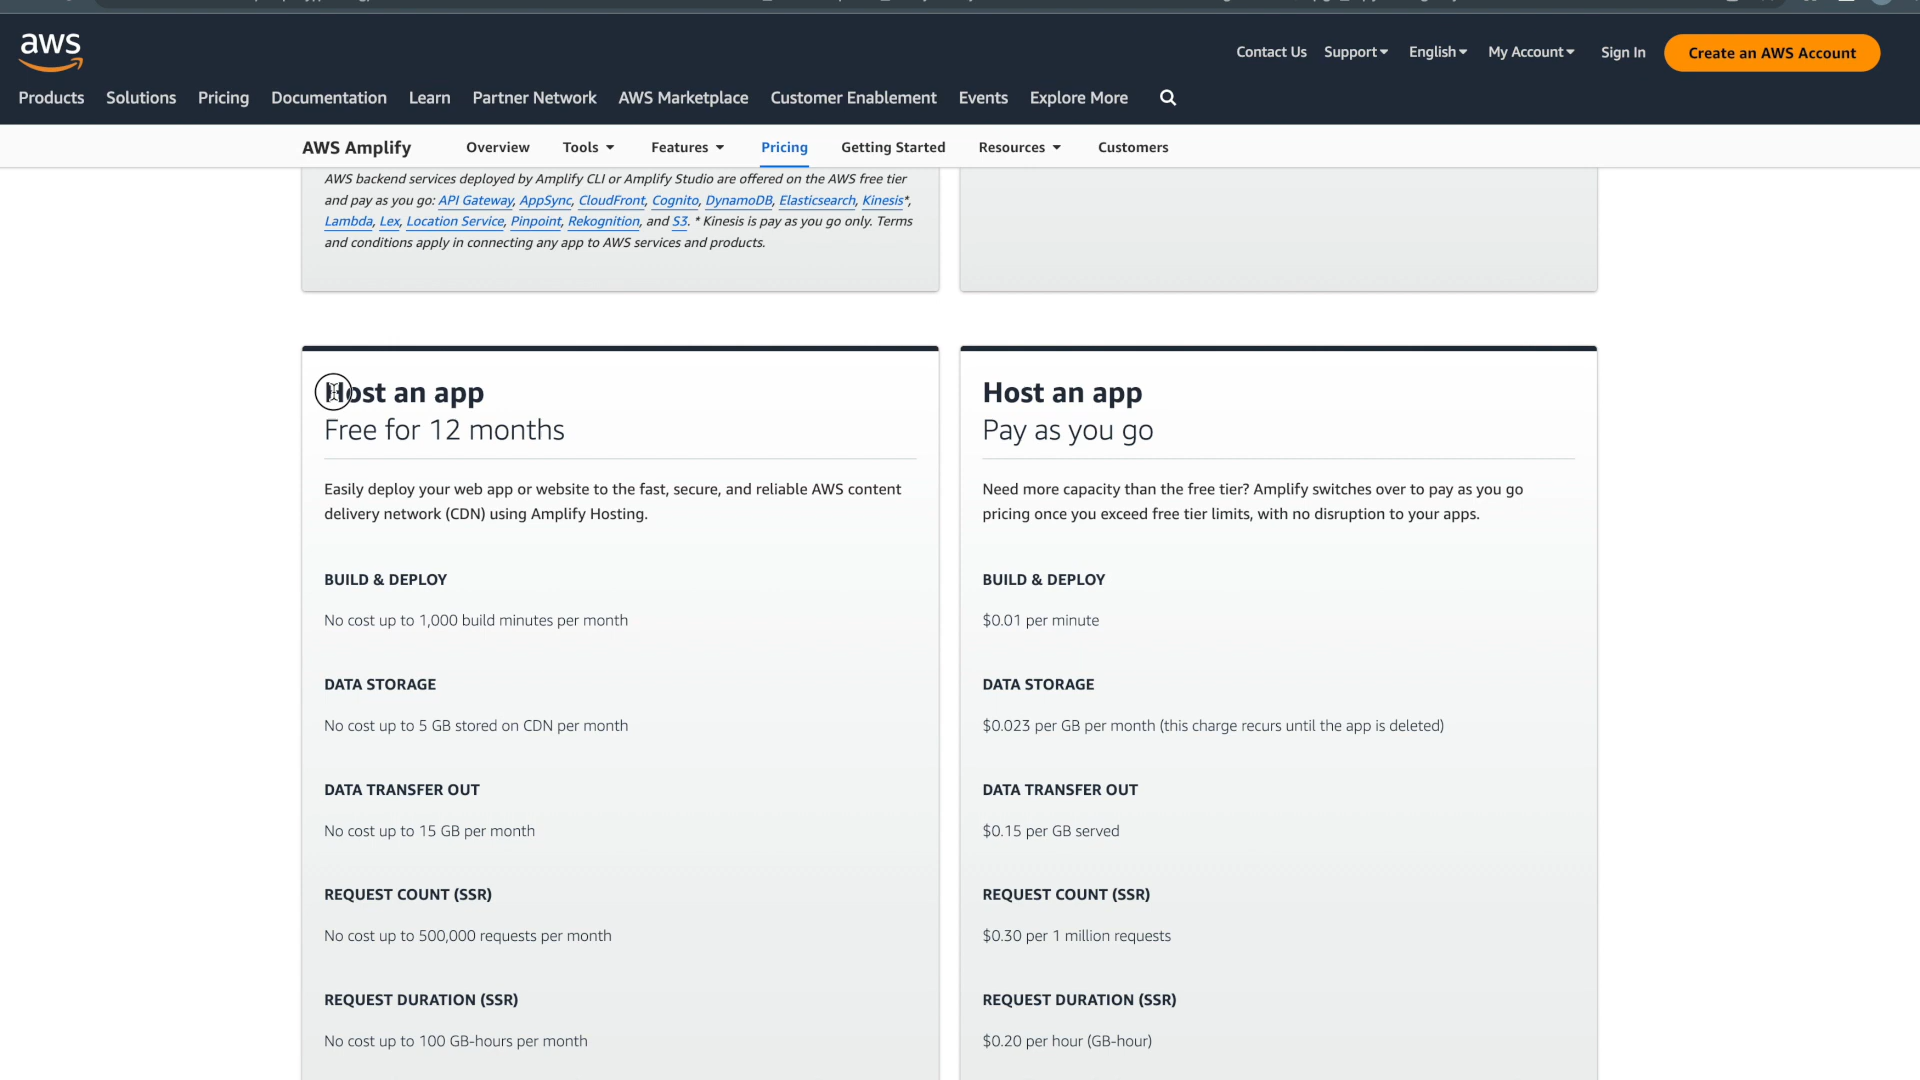 aws
Contact Us Support English My Account Sign In Create an AWS Account
Products Solutions Pricing Documentation Learn Partner Network AWS Marketplace Customer Enablement Events Explore More
AWS Amplify Overview Tools Features Pricing Getting Started Resources Customers
AWS backend services deployed by Amplify CLI or Amplify Studio are offered on the AWS free tier
and pay as you go: API Gateway, AppSync, CloudFront, Cognito, DynamoDB, Elasticsearch, Kinesis*,
Lambda, Lex, Location Service, Pinpoint, Rekognition, and S3. * Kinesis is pay as you go only. Terms
and conditions apply in connecting any app to AWS services and products.
Host an app
Free for 12 months
Easily deploy your web app or website to the fast, secure, and reliable AWS content
delivery network (CDN) using Amplify Hosting.
BUILD & DEPLOY
No cost up to 1,000 build minutes per month
DATA STORAGE
No cost up to 5 GB stored on CDN per month
DATA TRANSFER OUT
No cost up to 15 GB per month
REQUEST COUNT (SSR)
No cost up to 500,000 requests per month
REQUEST DURATION (SSR)
No cost up to 100 GB-hours per month
Host an app
Pay as you go
Need more capacity than the free tier? Amplify switches over to pay as you go
pricing once you exceed free tier limits, with no disruption to your apps.
BUILD & DEPLOY
$0.01 per minute
DATA STORAGE
$0.023 per GB per month (this charge recurs until the app is deleted)
DATA TRANSFER OUT
$0.15 per GB served
REQUEST COUNT (SSR)
$0.30 per 1 million requests
REQUEST DURATION (SSR)
$0.20 per hour (GB-hour)